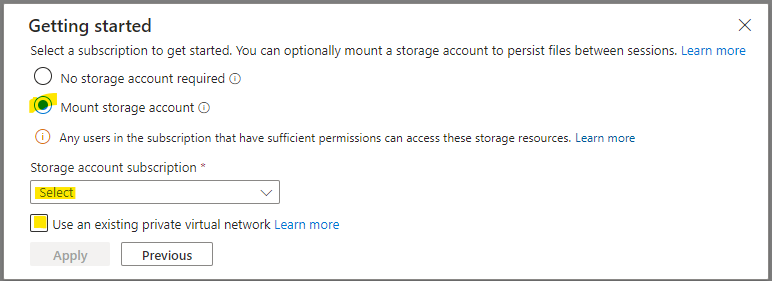 Getting started
Select a subscription to get started. You can optionally mount a storage account to persist files between sessions. Learn more
No storage account required
Mount storage account
Any users in the subscription that have sufficient permissions can access these storage resources. Learn more
Storage account subscription *
Select
Use an existing private virtual network Learn more
Apply Previous